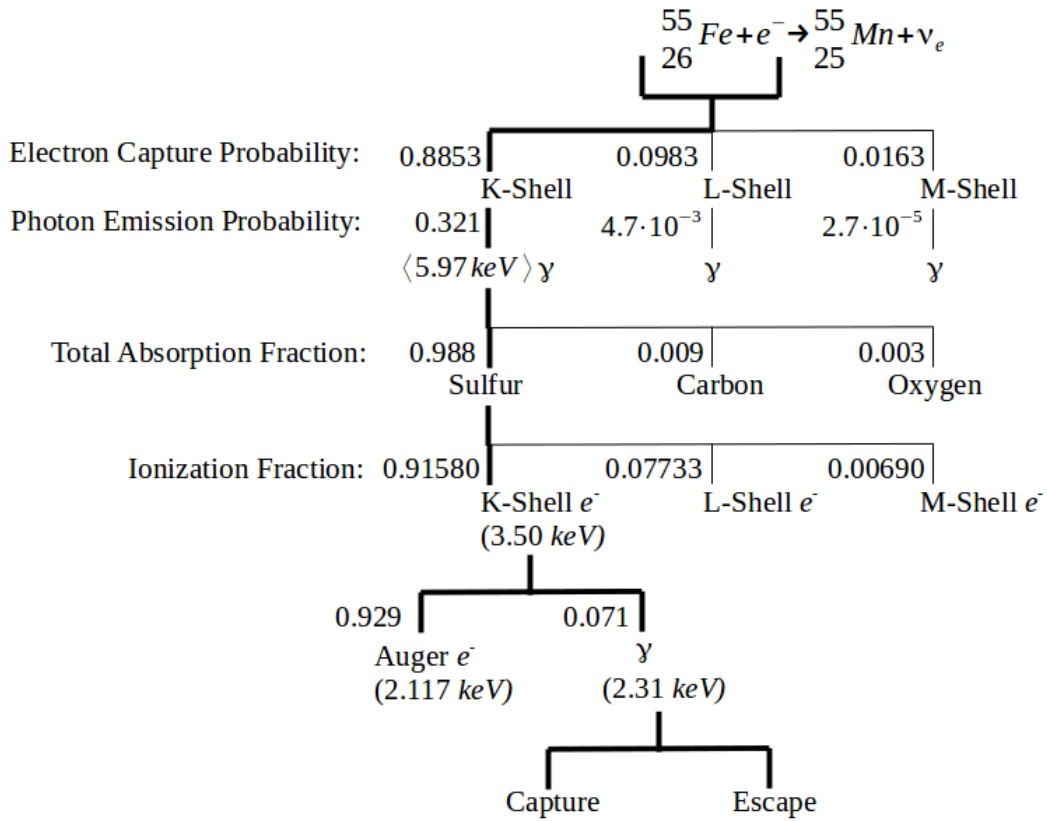 55/26 Fe+e⁻→55/25 Mn+νₑ
Electron Capture Probability: 0.8853 0.0983 0.0163
K-Shell L-Shell M-Shell
Photon Emission Probability: 0.321 4.7·10⁻³ 2.7·10⁻⁵
⟨5.97 keV⟩γ γ γ
Total Absorption Fraction: 0.988 0.009 0.003
Sulfur Carbon Oxygen
Ionization Fraction: 0.91580 0.07733 0.00690
K-Shell e⁻ L-Shell e⁻ M-Shell e⁻
(3.50 keV)
0.929 0.071
Auger e⁻ γ
(2.117 keV) (2.31 keV)
Capture Escape